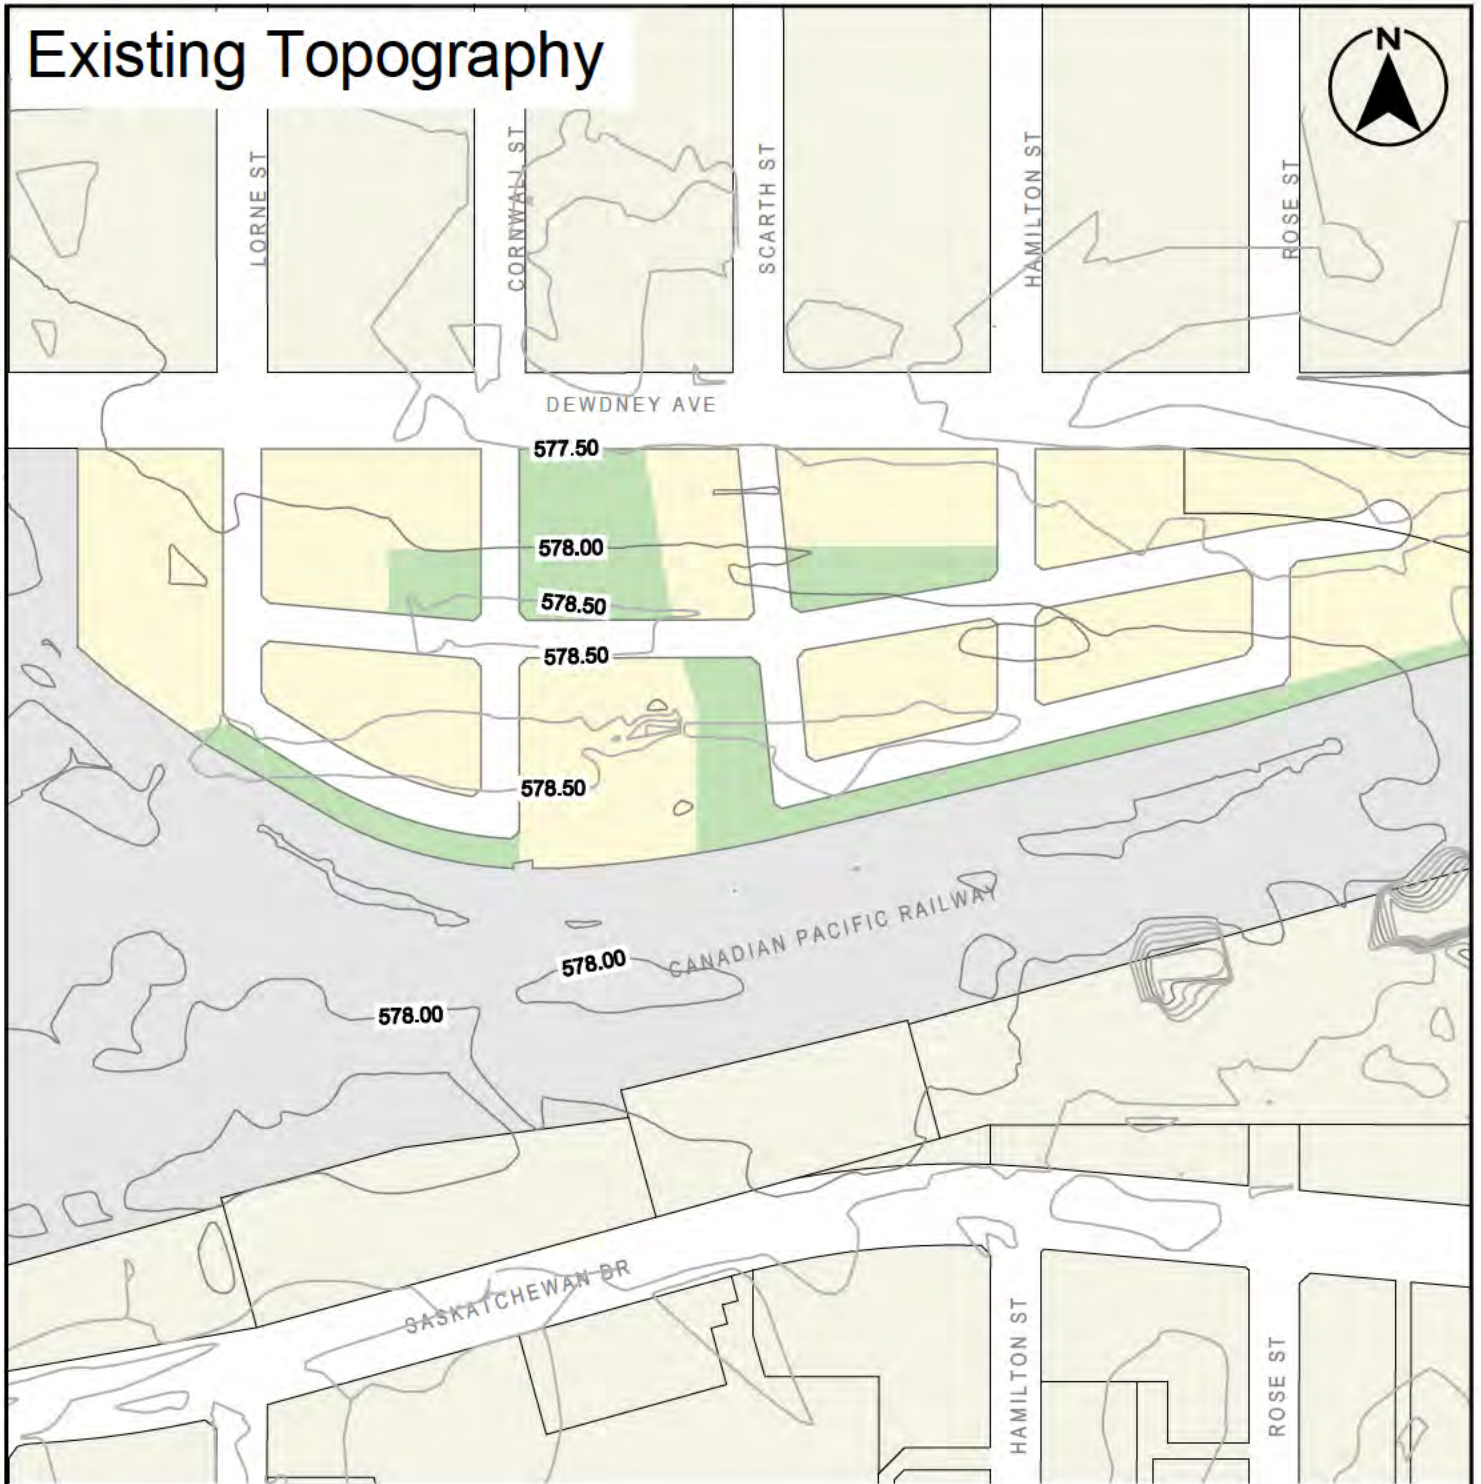 Existing Topography
N
LORNE ST
CORNWALL ST
SCARTH ST
HAMILTON ST
ROSE ST
DEWDNEY AVE
577.50
578.00
578.50
578.50
578.50
CANADIAN PACIFIC RAILWAY
578.00
578.00
SASKATCHEWAN DR
HAMILTON ST
ROSE ST